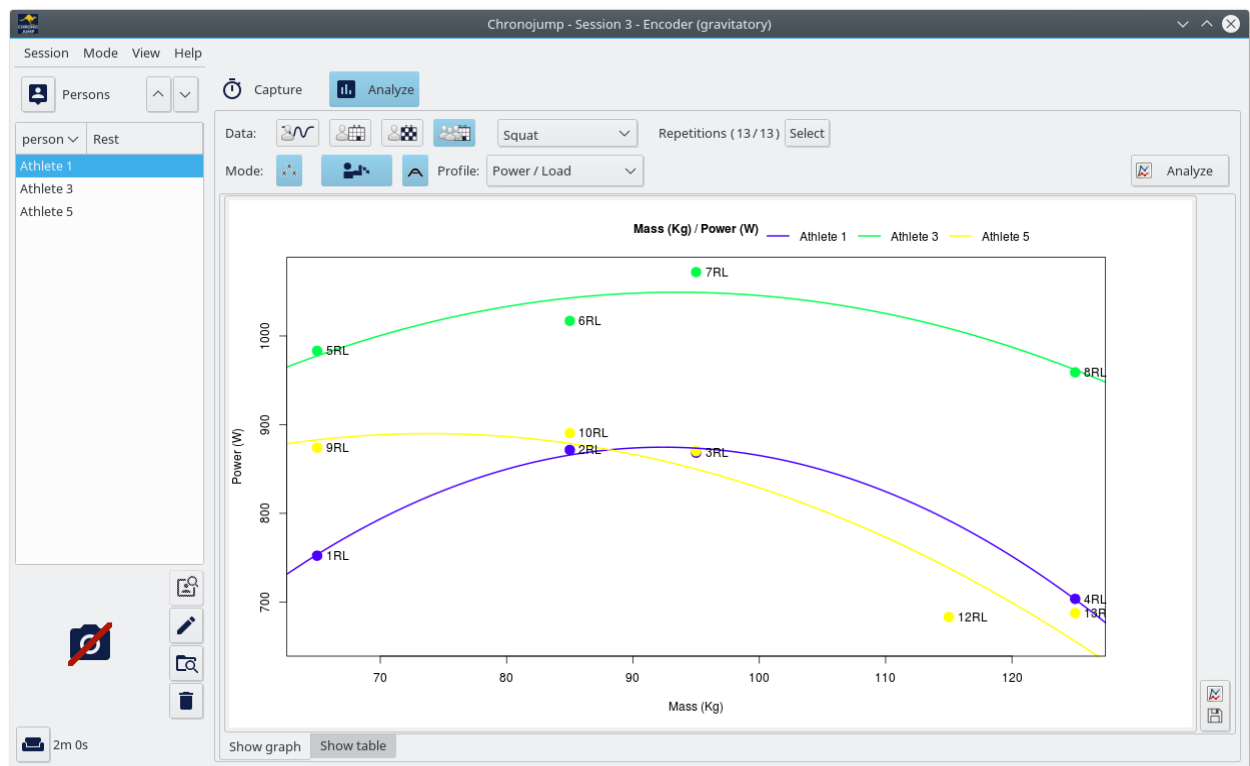 Chronojump - Session 3 - Encoder (gravitatory)
Session Mode View Help
Persons
Capture
Analyze
person Rest
Athlete 1
Athlete 3
Athlete 5
Data:
Squat
Repetitions (13/13)
Select
Mode:
Profile:
Power / Load
Analyze
Mass (Kg) / Power (W)
Athlete 1
Athlete 3
Athlete 5
Power (W)
1000
900
800
700
7RL
6RL
5RL
8RL
10RL
9RL
2RL
3RL
1RL
4RL
13R
12RL
70 80 90 100 110 120
Mass (Kg)
2m 0s
Show graph
Show table